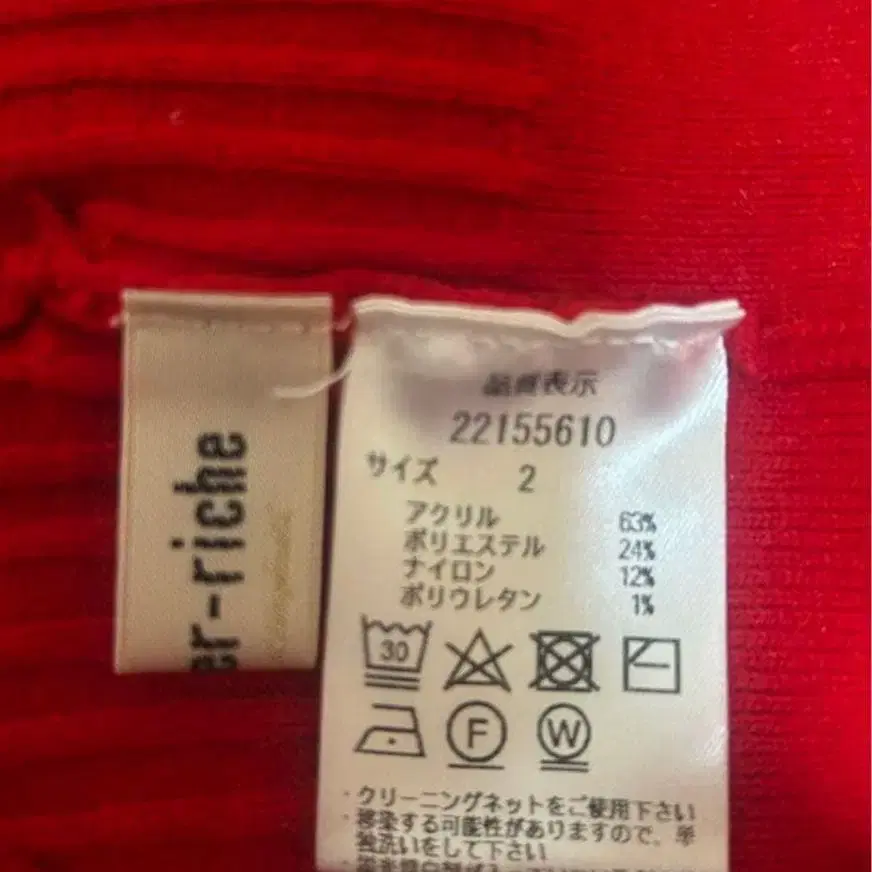 er-riche
品質表示
22155610
サイズ 2
アクリル 63%
ポリエステル 24%
ナイロン 12%
ポリウレタン 1%
30
F W
・クリーニングネットをご使用下さい
・移染する可能性がありますので、単
独洗いをして下さい